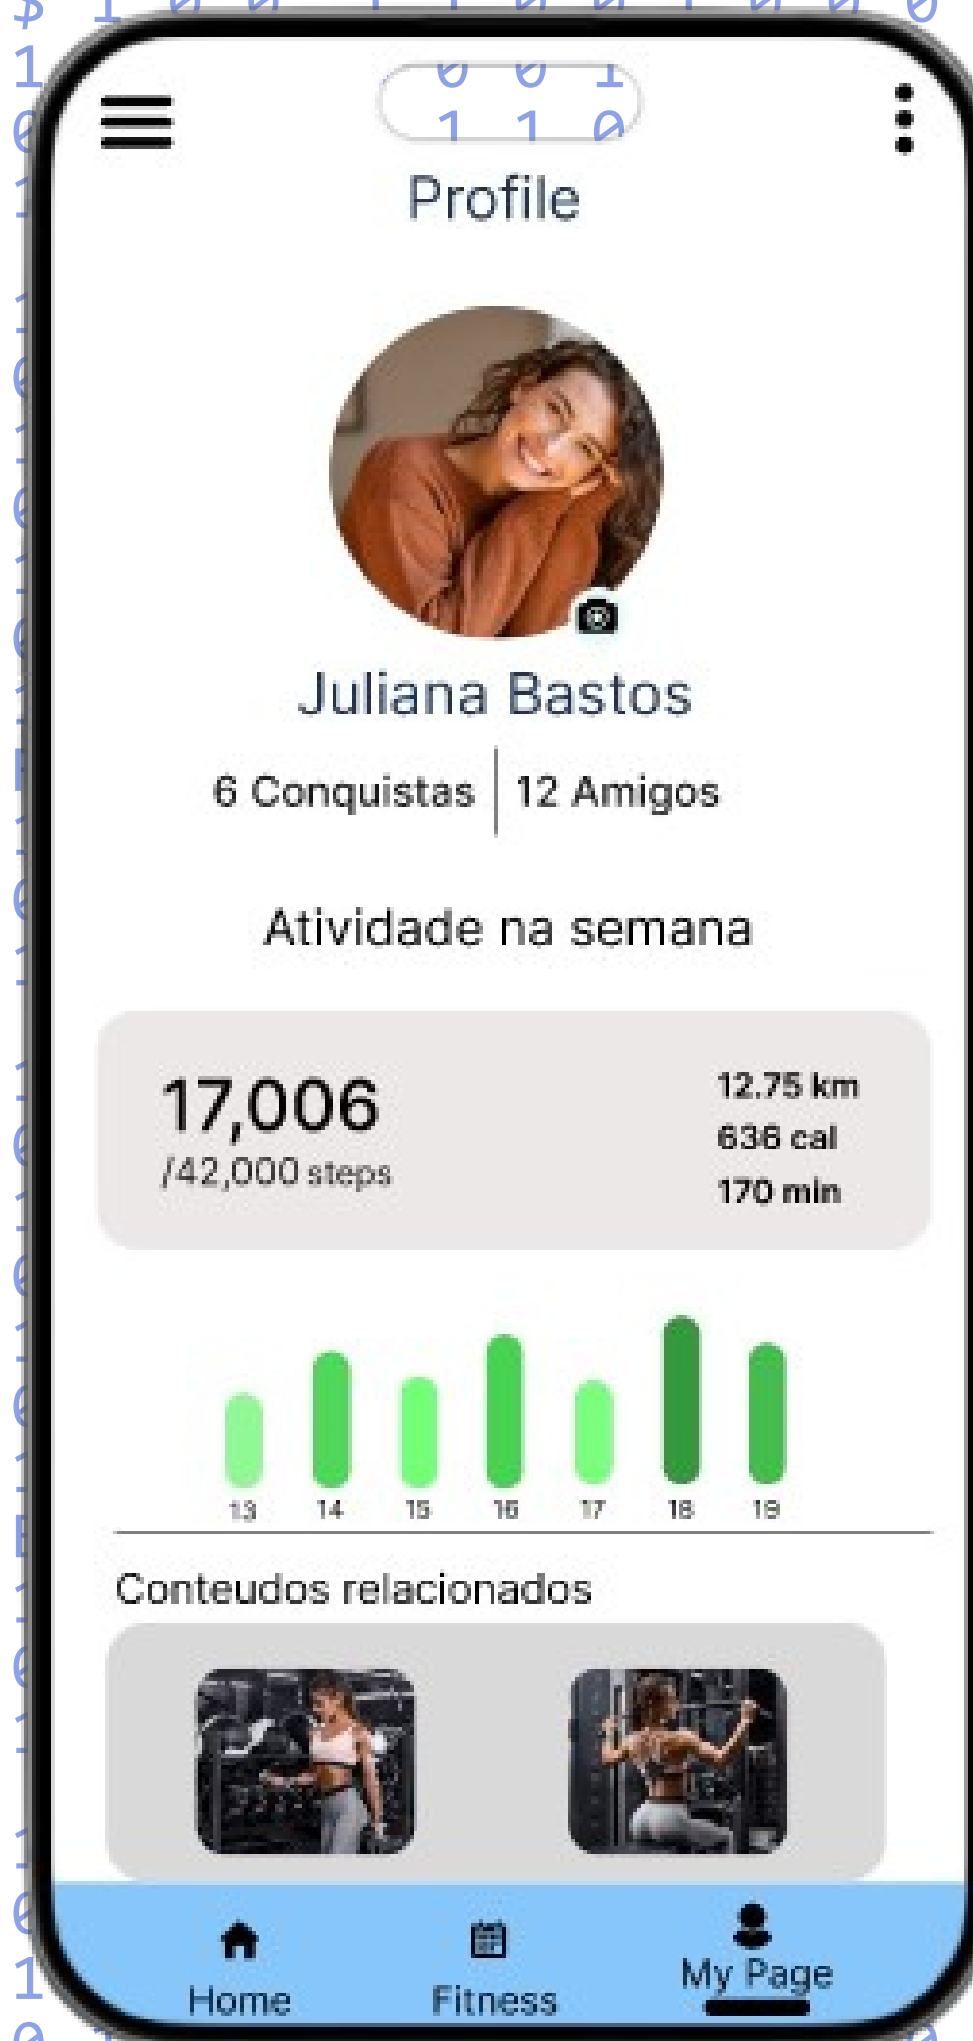 Profile
Juliana Bastos
6 Conquistas 12 Amigos
Atividade na semana
17,006
/42,000 steps
12.75 km
636 cal
170 min
13 14 15 16 17 18 19
Conteudos relacionados
Home Fitness My Page